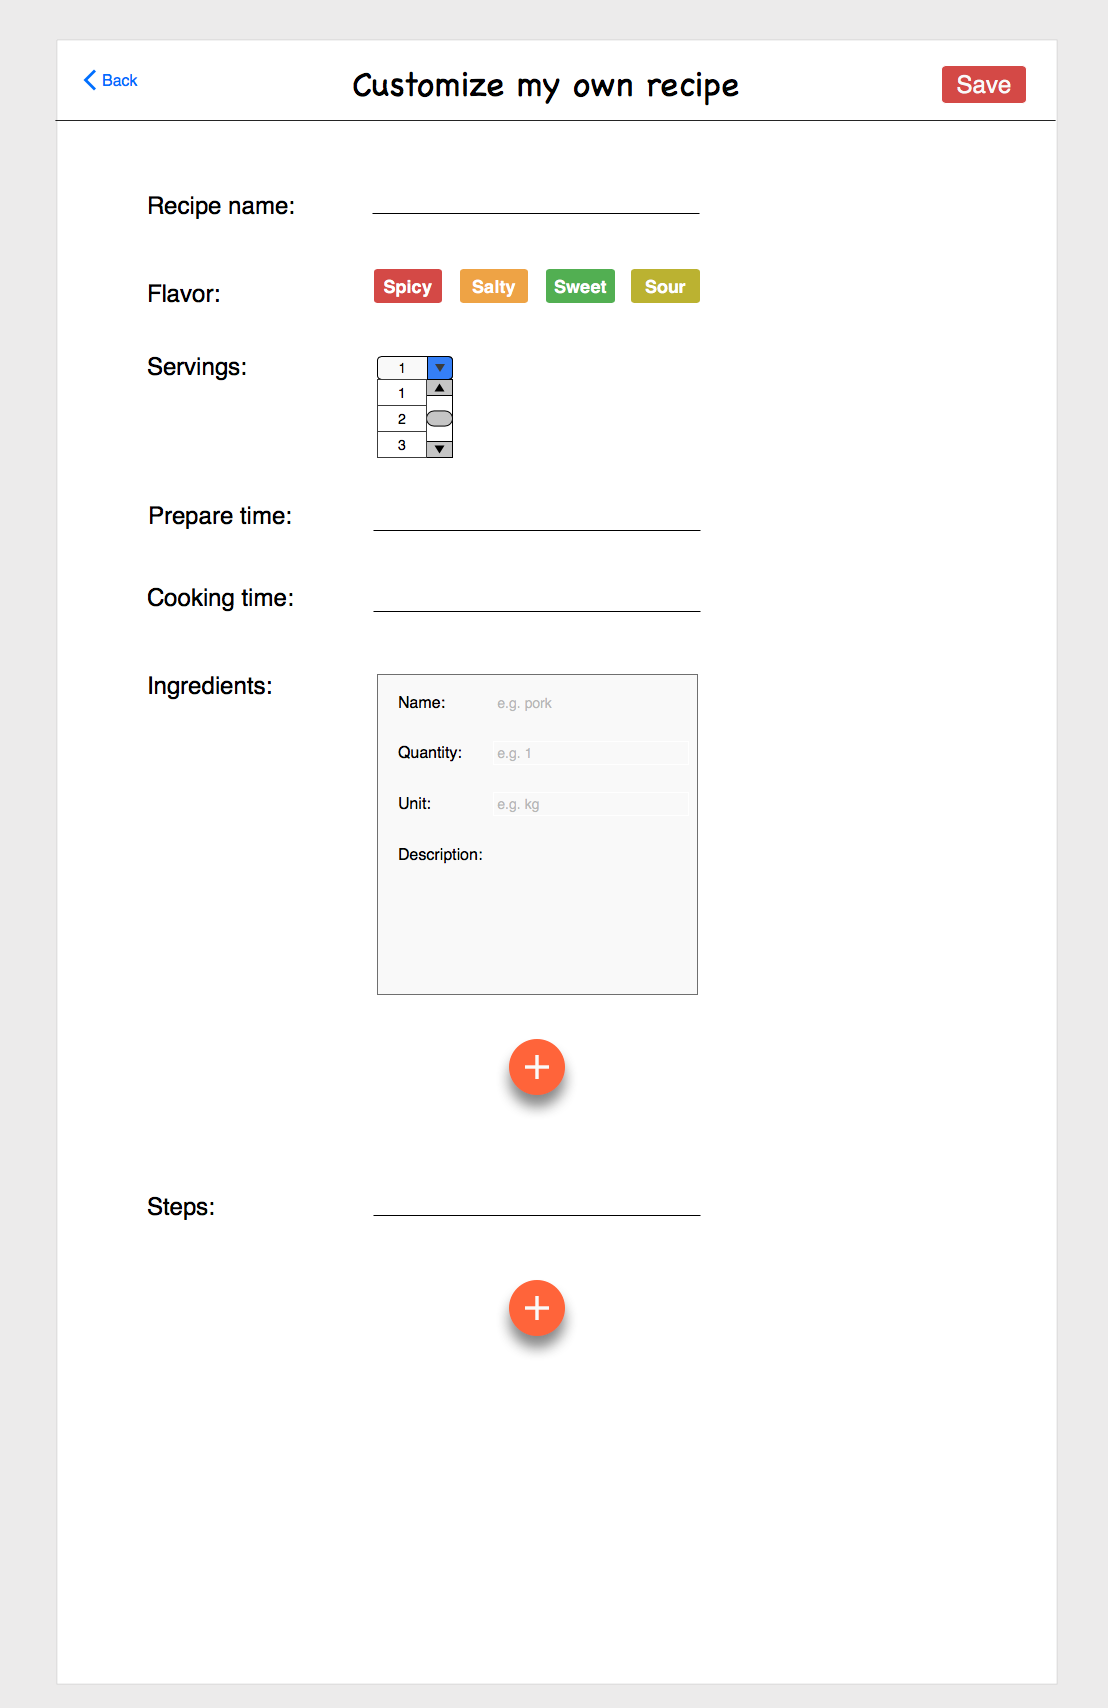 Back
Customize my own recipe
Save
Recipe name:
Flavor:
Spicy
Salty
Sweet
Sour
Servings:
1
1
2
3
Prepare time:
Cooking time:
Ingredients:
Name: e.g. pork
Quantity: e.g. 1
Unit: e.g. kg
Description:
Steps: